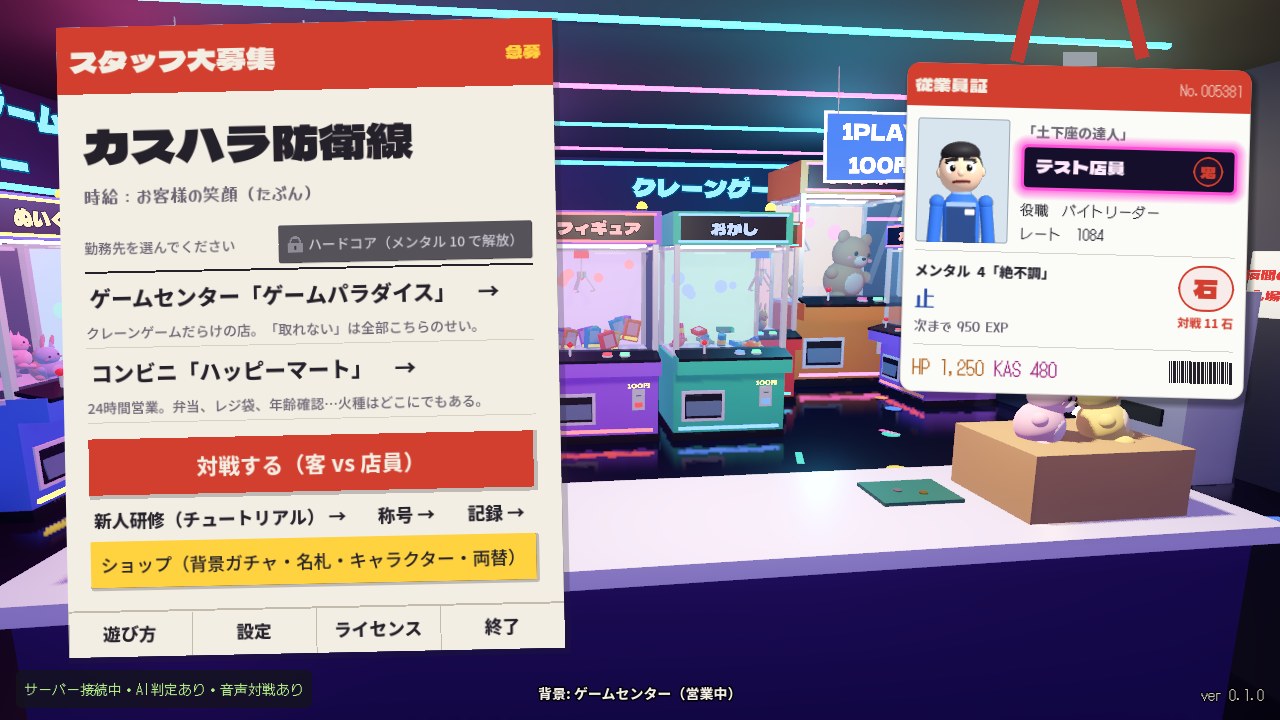 スタッフ大募集
急募
カスハラ防衛線
時給：お客様の笑顔（たぶん）
勤務先を選んでください
ハードコア（メンタル 10 で解放）
ゲームセンター「ゲームパラダイス」 →
クレーンゲームだらけの店。「取れない」は全部こちらのせい。
コンビニ「ハッピーマート」 →
24時間営業。弁当、レジ袋、年齢確認…火種はどこにでもある。
対戦する（客 vs 店員）
新人研修（チュートリアル）→
称号→
記録→
ショップ（背景ガチャ・名札・キャラクター・両替）
遊び方
設定
ライセンス
終了
サーバー接続中・AI判定あり・音声対戦あり
背景: ゲームセンター（営業中）
ver 0.1.0
従業員証
No. 005381
「土下座の達人」
テスト店員
役職 バイトリーダー
レート 1084
メンタル 4「絶不調」
止
次まで 950 EXP
石
対戦 11 石
HP 1,250 KAS 480
1PLA
100
クレーンゲー
フィギュア
おかし
100円
100円
ぬい
ーム